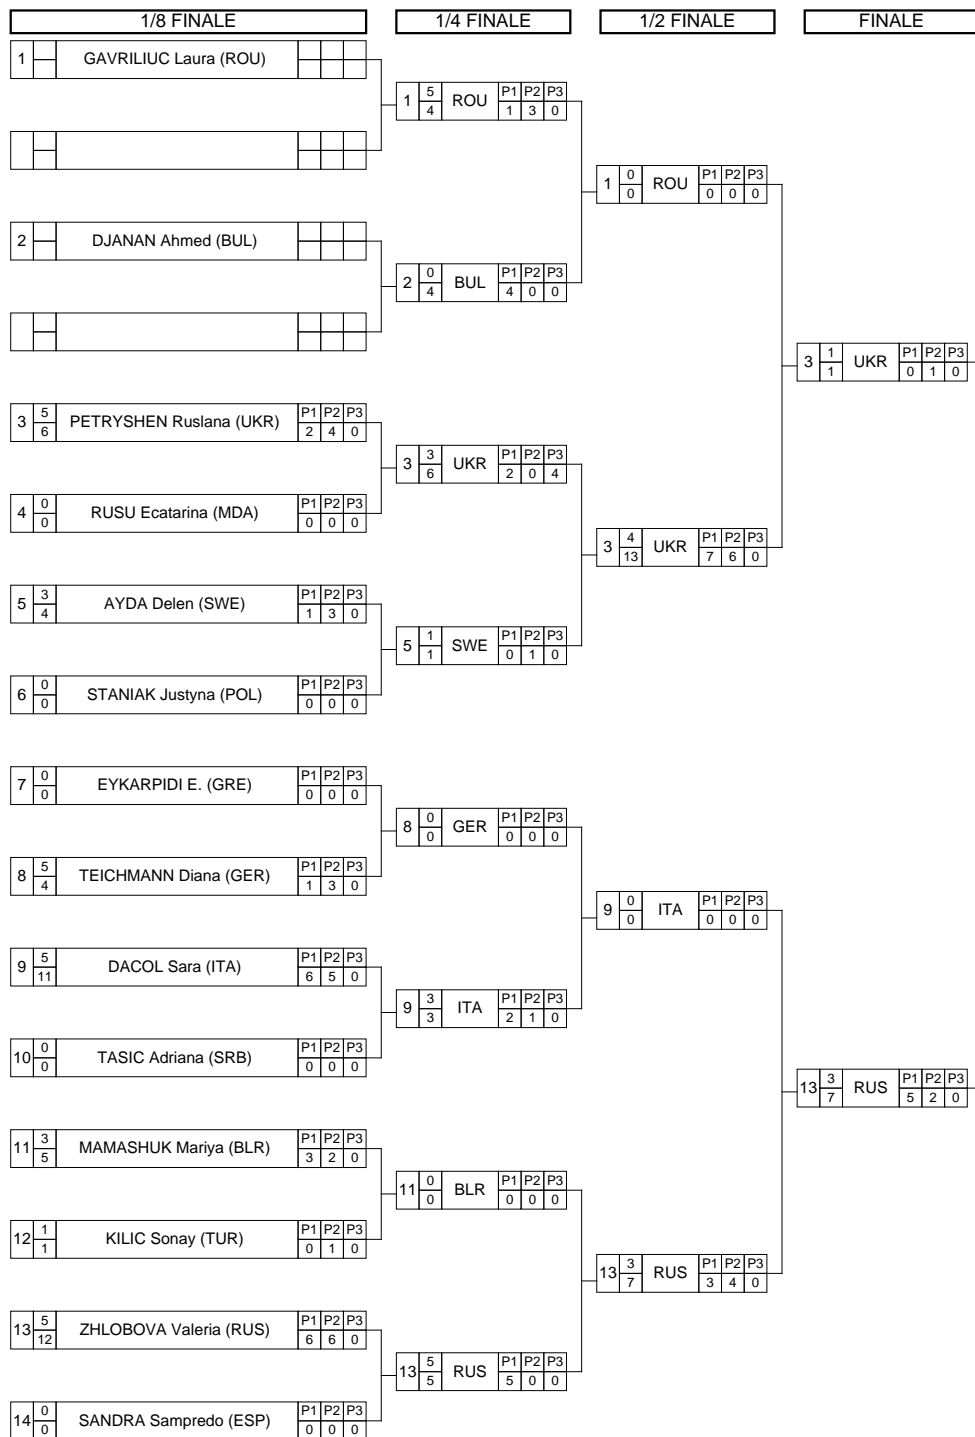 1/8 FINALE 1/4 FINALE 1/2 FINALE FINALE
1 GAVRILIUC Laura (ROU)
1 5 4 ROU P1 P2 P3 1 3 0
1 0 0 ROU P1 P2 P3 0 0 0
2 DJANAN Ahmed (BUL)
2 0 4 BUL P1 P2 P3 4 0 0
3 1 1 UKR P1 P2 P3 0 1 0
3 5 6 PETRYSHEN Ruslana (UKR) P1 P2 P3 2 4 0
3 3 6 UKR P1 P2 P3 2 0 4
4 0 0 RUSU Ecatarina (MDA) P1 P2 P3 0 0 0
3 4 13 UKR P1 P2 P3 7 6 0
5 3 4 AYDA Delen (SWE) P1 P2 P3 1 3 0
5 1 1 SWE P1 P2 P3 0 1 0
6 0 0 STANIAK Justyna (POL) P1 P2 P3 0 0 0
7 0 0 EYKARPIDI E. (GRE) P1 P2 P3 0 0 0
8 0 0 GER P1 P2 P3 0 0 0
8 5 4 TEICHMANN Diana (GER) P1 P2 P3 1 3 0
9 0 0 ITA P1 P2 P3 0 0 0
9 5 11 DACOL Sara (ITA) P1 P2 P3 6 5 0
9 3 3 ITA P1 P2 P3 2 1 0
10 0 0 TASIC Adriana (SRB) P1 P2 P3 0 0 0
13 3 7 RUS P1 P2 P3 5 2 0
11 3 5 MAMASHUK Mariya (BLR) P1 P2 P3 3 2 0
11 0 0 BLR P1 P2 P3 0 0 0
12 1 1 KILIC Sonay (TUR) P1 P2 P3 0 1 0
13 3 7 RUS P1 P2 P3 3 4 0
13 5 12 ZHLOBOVA Valeria (RUS) P1 P2 P3 6 6 0
13 5 5 RUS P1 P2 P3 5 0 0
14 0 0 SANDRA Sampredo (ESP) P1 P2 P3 0 0 0